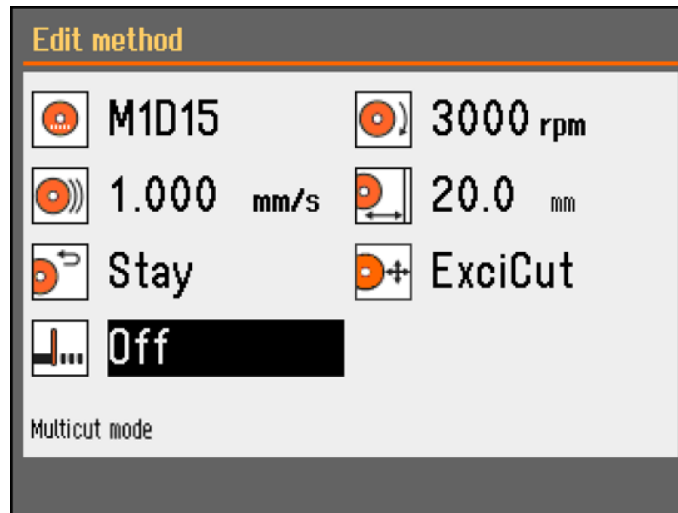 Edit method
M1D15 3000 rpm
1.000 mm/s 20.0 mm
Stay ExciCut
Off
Multicut mode